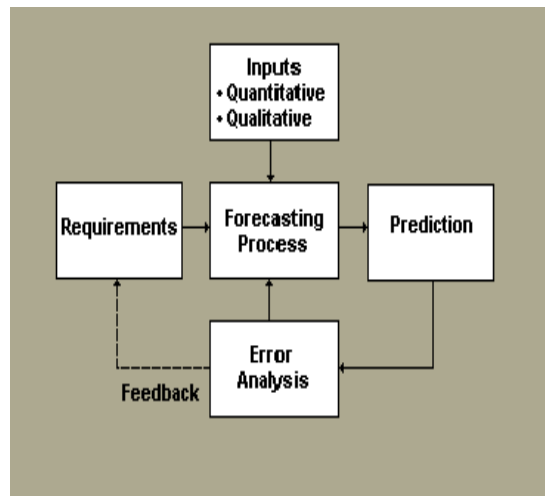 Inputs
• Quantitative
• Qualitative
Requirements
Forecasting
Process
Prediction
Error
Analysis
Feedback